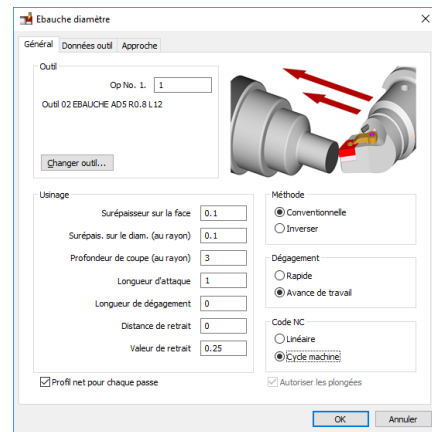 Ebauche diamètre
Général Données outil Approche
Outil
Op No. 1. 1
Outil 02 EBAUCHE AD5 R0.8 L12
Changer outil...
Usinage
Surépaisseur sur la face 0.1
Surépais. sur le diam. (au rayon) 0.1
Profondeur de coupe (au rayon) 3
Longueur d'attaque 1
Longueur de dégagement 0
Distance de retrait 0
Valeur de retrait 0.25
Méthode
Conventionnelle
Inverser
Dégagement
Rapide
Avance de travail
Code NC
Linéaire
Cycle machine
Profil net pour chaque passe
Autoriser les plongées
OK Annuler